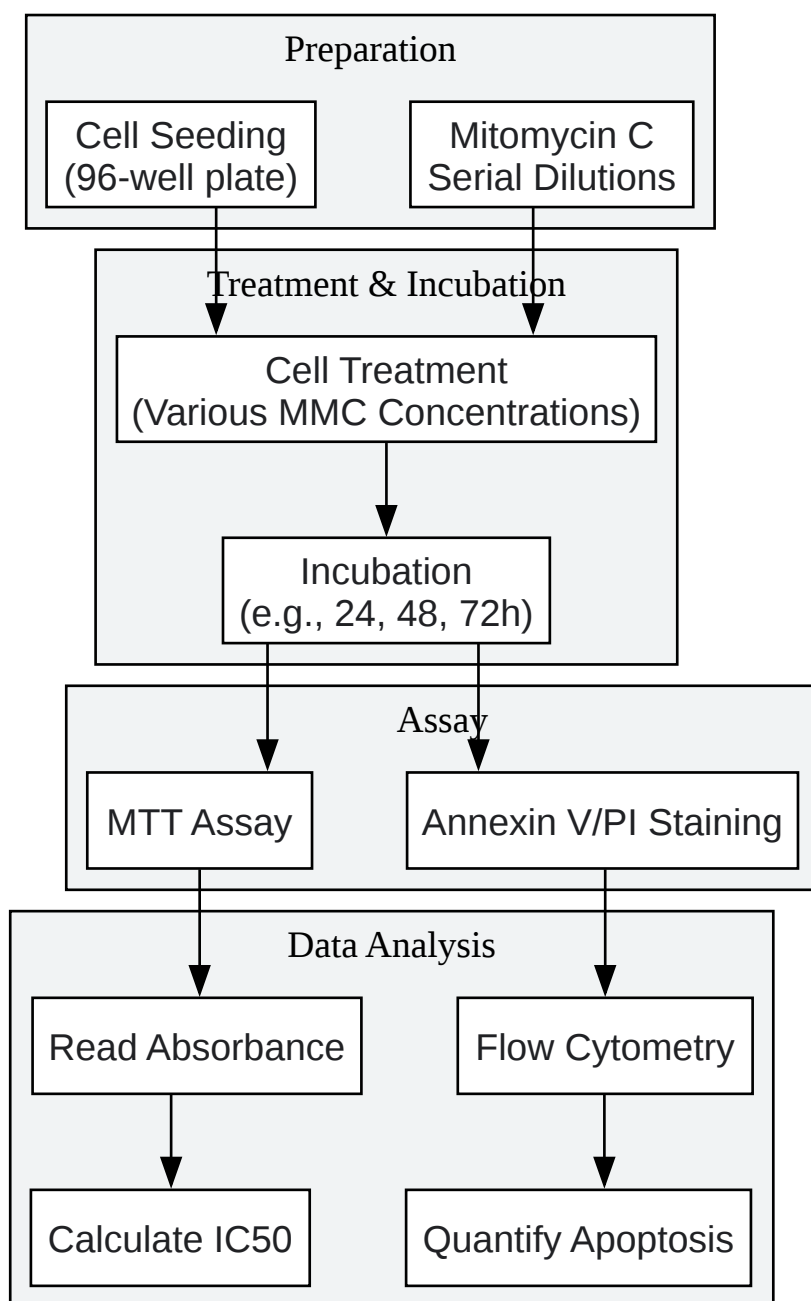 Preparation
Cell Seeding
(96-well plate)
Mitomycin C
Serial Dilutions
Treatment & Incubation
Cell Treatment
(Various MMC Concentrations)
Incubation
(e.g., 24, 48, 72h)
Assay
MTT Assay
Annexin V/PI Staining
Data Analysis
Read Absorbance
Flow Cytometry
Calculate IC50
Quantify Apoptosis